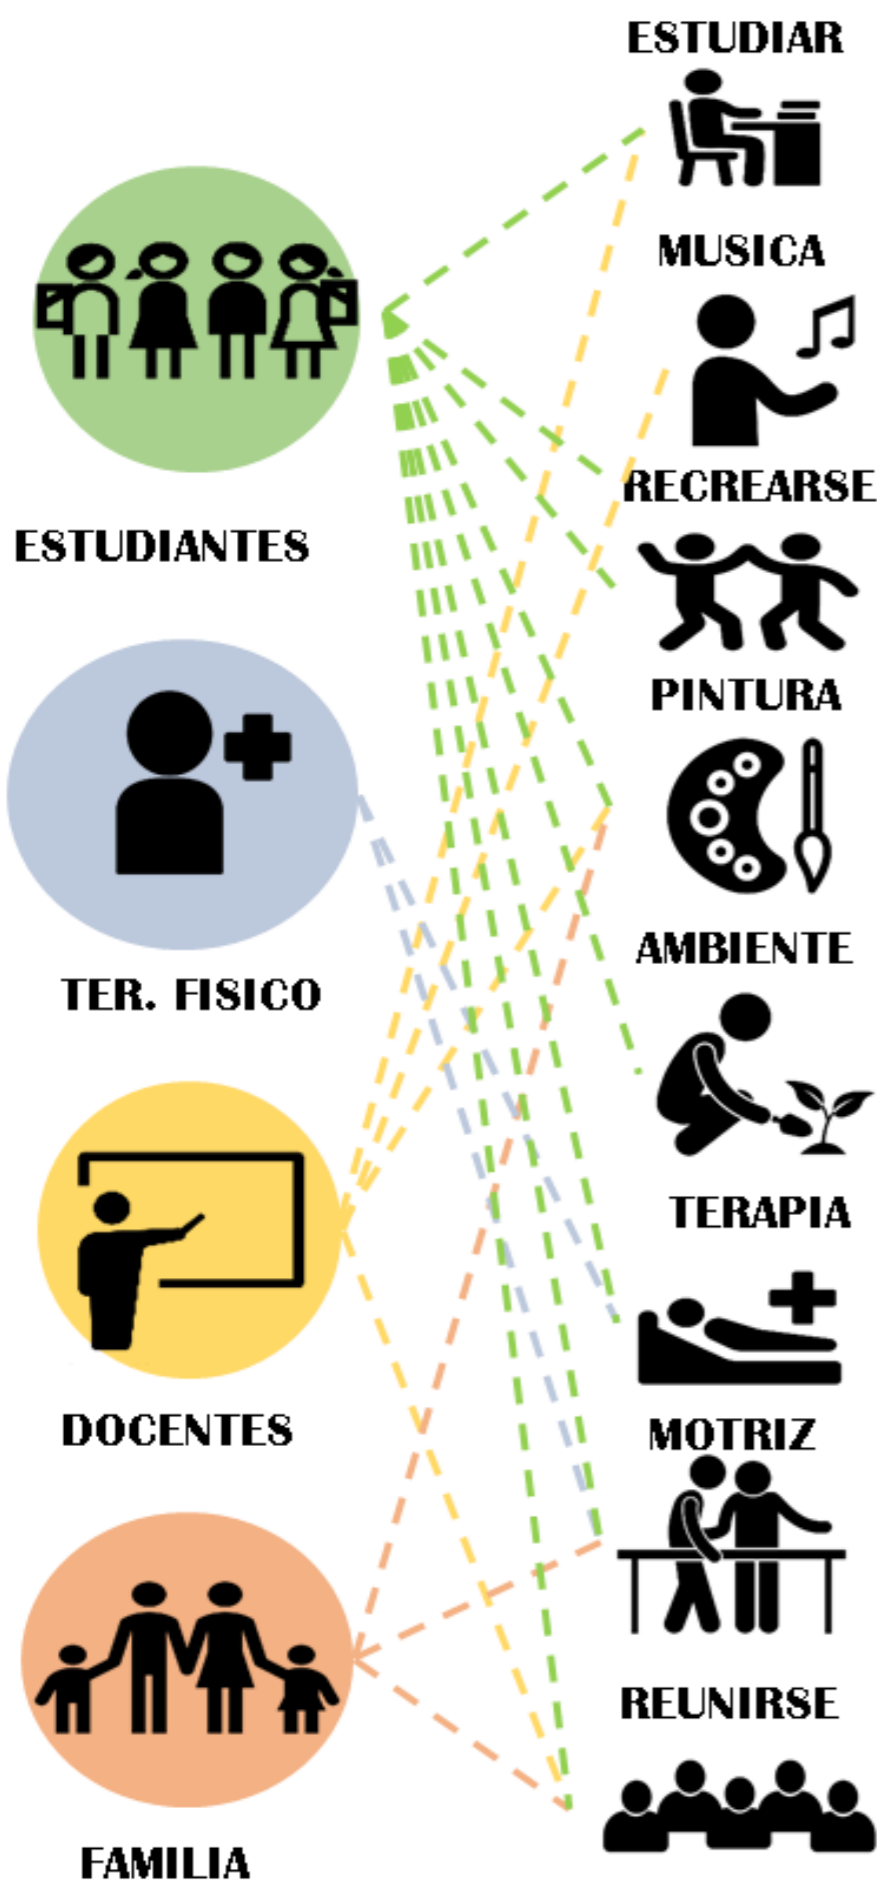 ESTUDIAR
MUSICA
RECREARSE
ESTUDIANTES
PINTURA
AMBIENTE
TER. FISICO
TERAPIA
DOCENTES
MOTRIZ
REUNIRSE
FAMILIA